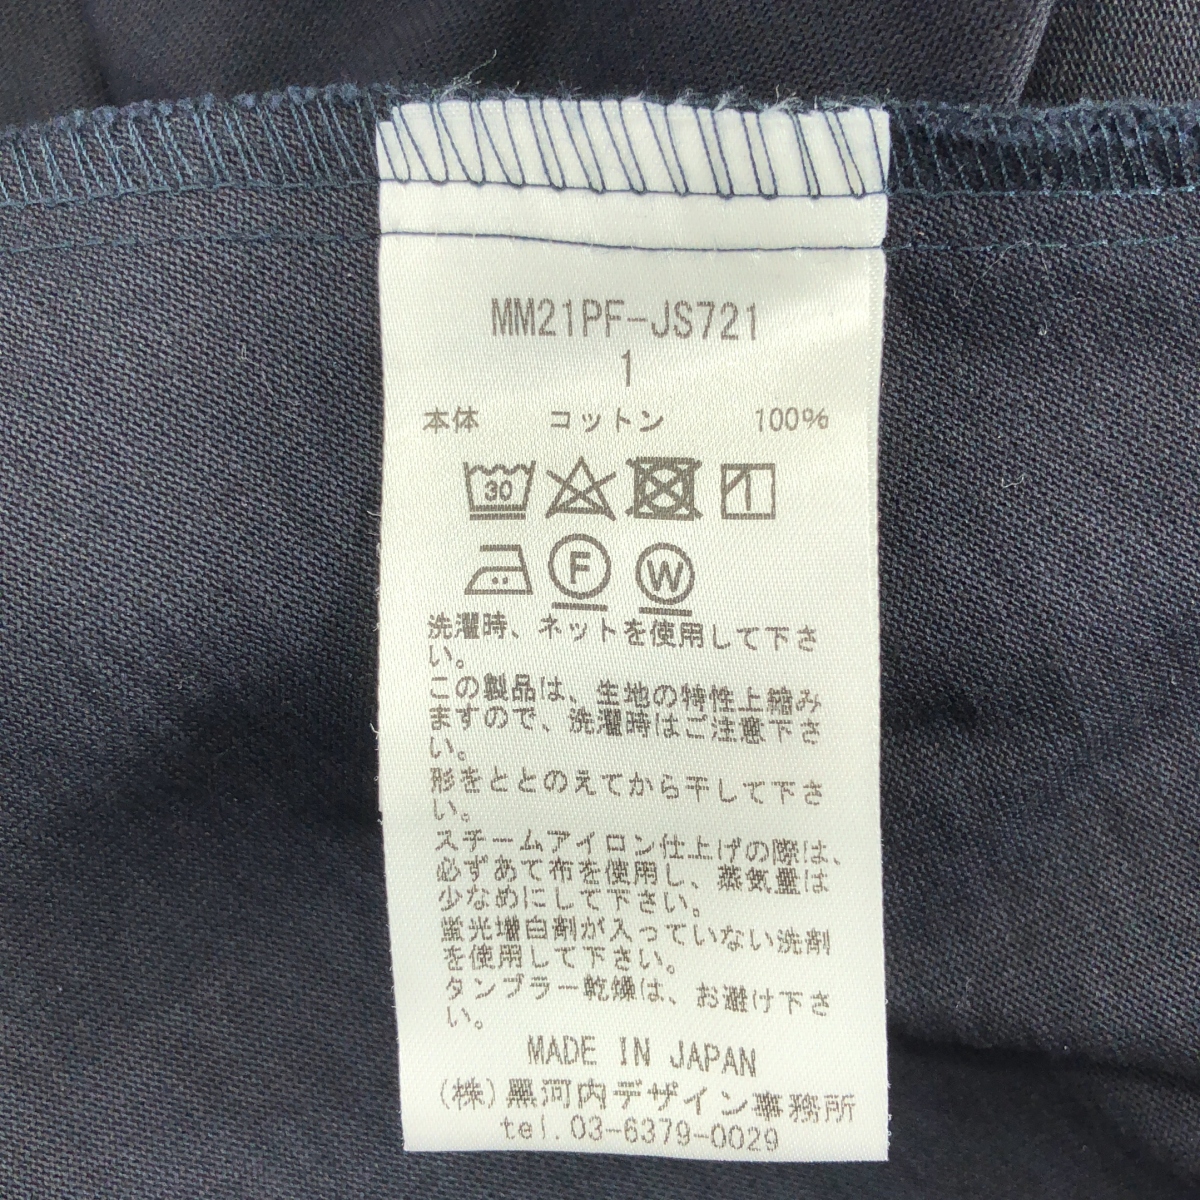 MM21PF-JS721
1
本体 コットン 100%
30
F W
洗濯時、ネットを使用して下さ
い。
この製品は、生地の特性上縮み
ますので、洗濯時はご注意下さ
い。
形をととのえてから干して下さ
い。
スチームアイロン仕上げの際は、
必ずあて布を使用し、蒸気量は
少なめにして下さい。
蛍光増白剤が入っていない洗剤
を使用して下さい。
タンブラー乾燥は、お避け下さ
い。
MADE IN JAPAN
(株)黒河内デザイン事務所
tel.03-6379-0029